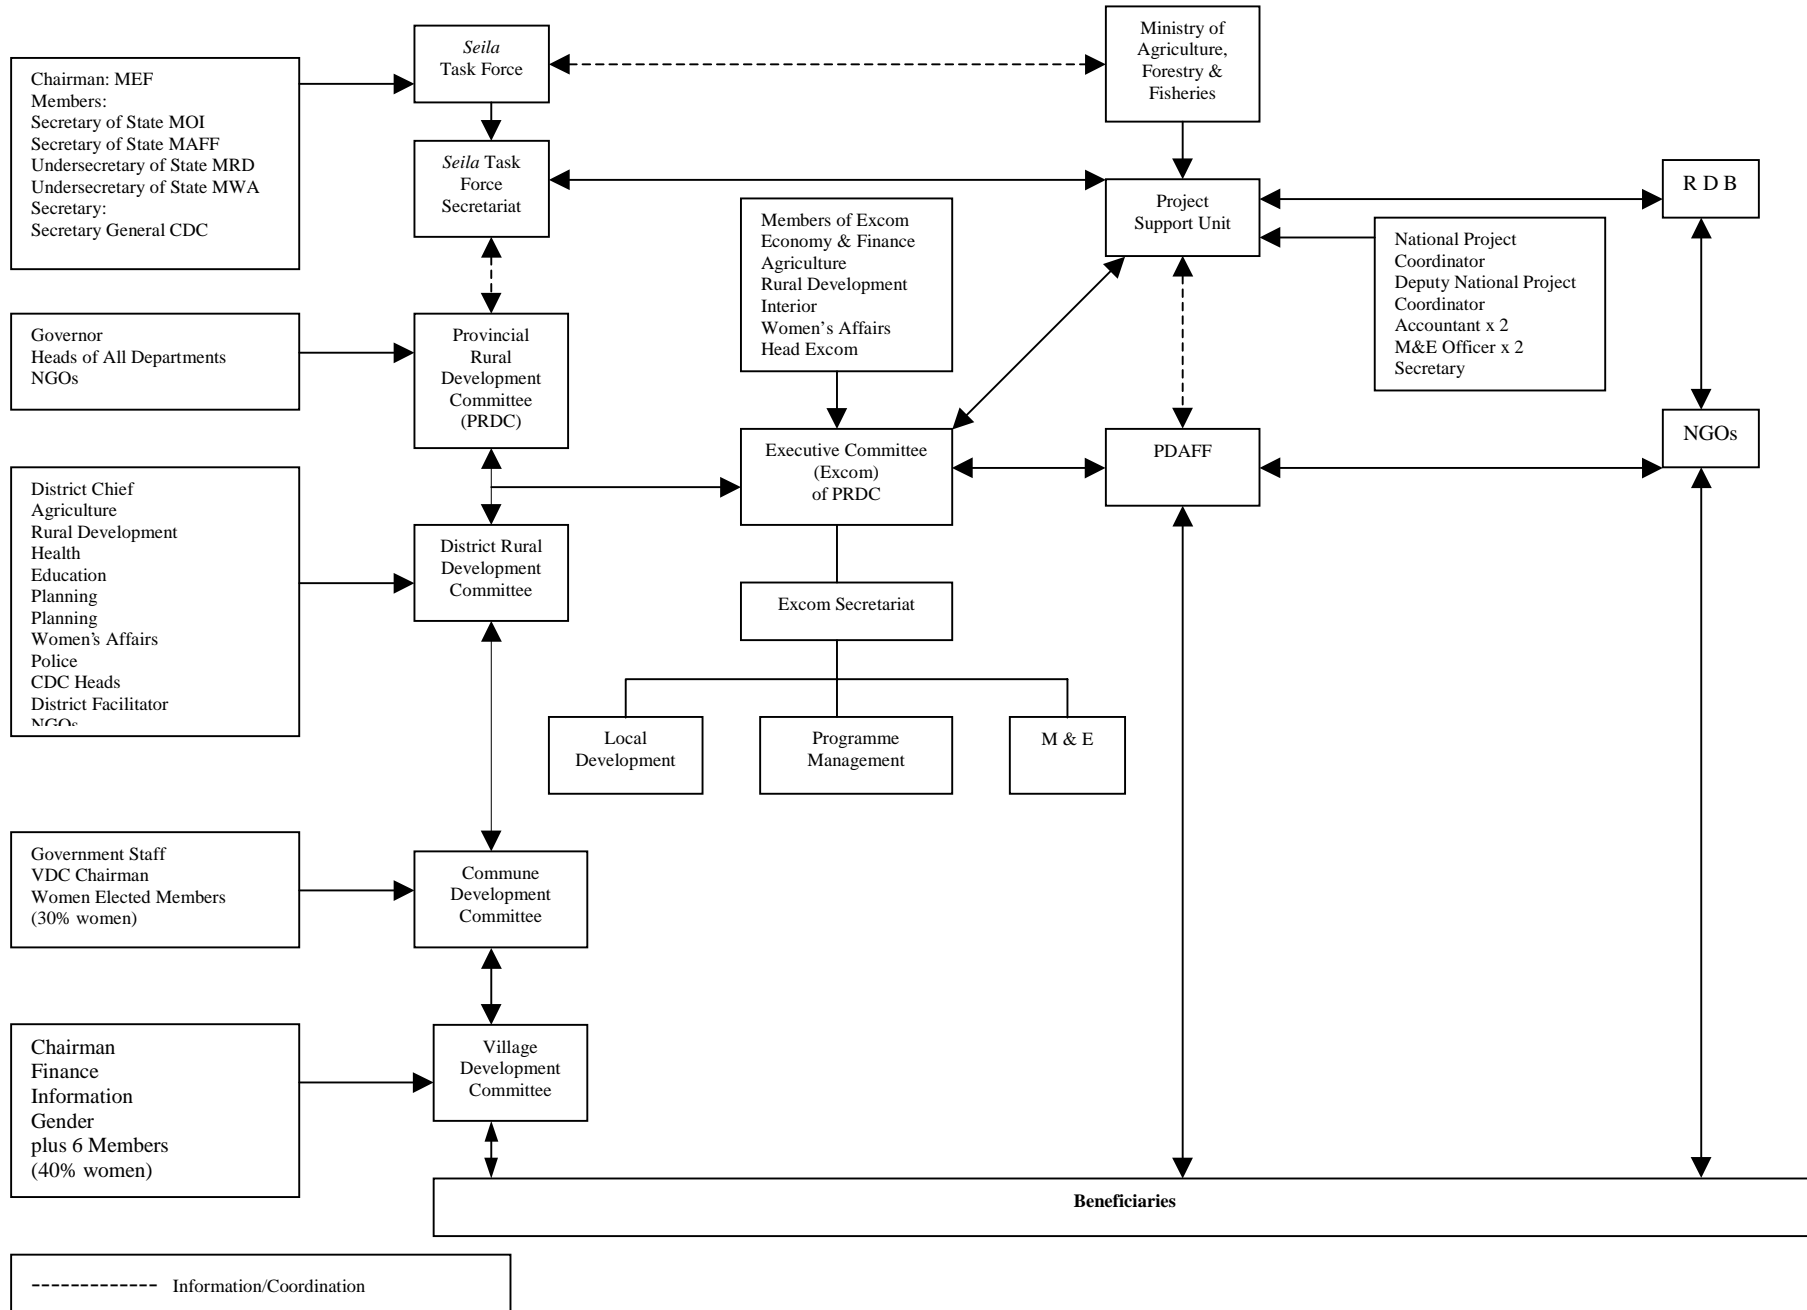 Seila
Task Force
Ministry of
Agriculture,
Forestry &
Fisheries
Chairman: MEF
Members:
Secretary of State MOI
Secretary of State MAFF
Undersecretary of State MRD
Undersecretary of State MWA
Secretary:
Secretary General CDC
Seila Task
Force
Secretariat
Project
Support Unit
R D B
Members of Excom
Economy & Finance
Agriculture
Rural Development
Interior
Women's Affairs
Head Excom
National Project
Coordinator
Deputy National Project
Coordinator
Accountant x 2
M&E Officer x 2
Secretary
Governor
Heads of All Departments
NGOs
Provincial
Rural
Development
Committee
(PRDC)
Executive Committee
(Excom)
of PRDC
PDAFF
NGOs
District Chief
Agriculture
Rural Development
Health
Education
Planning
Planning
Women's Affairs
Police
CDC Heads
District Facilitator
NGOs
District Rural
Development
Committee
Excom Secretariat
Local
Development
Programme
Management
M & E
Government Staff
VDC Chairman
Women Elected Members
(30% women)
Commune
Development
Committee
Chairman
Finance
Information
Gender
plus 6 Members
(40% women)
Village
Development
Committee
Beneficiaries
Information/Coordination